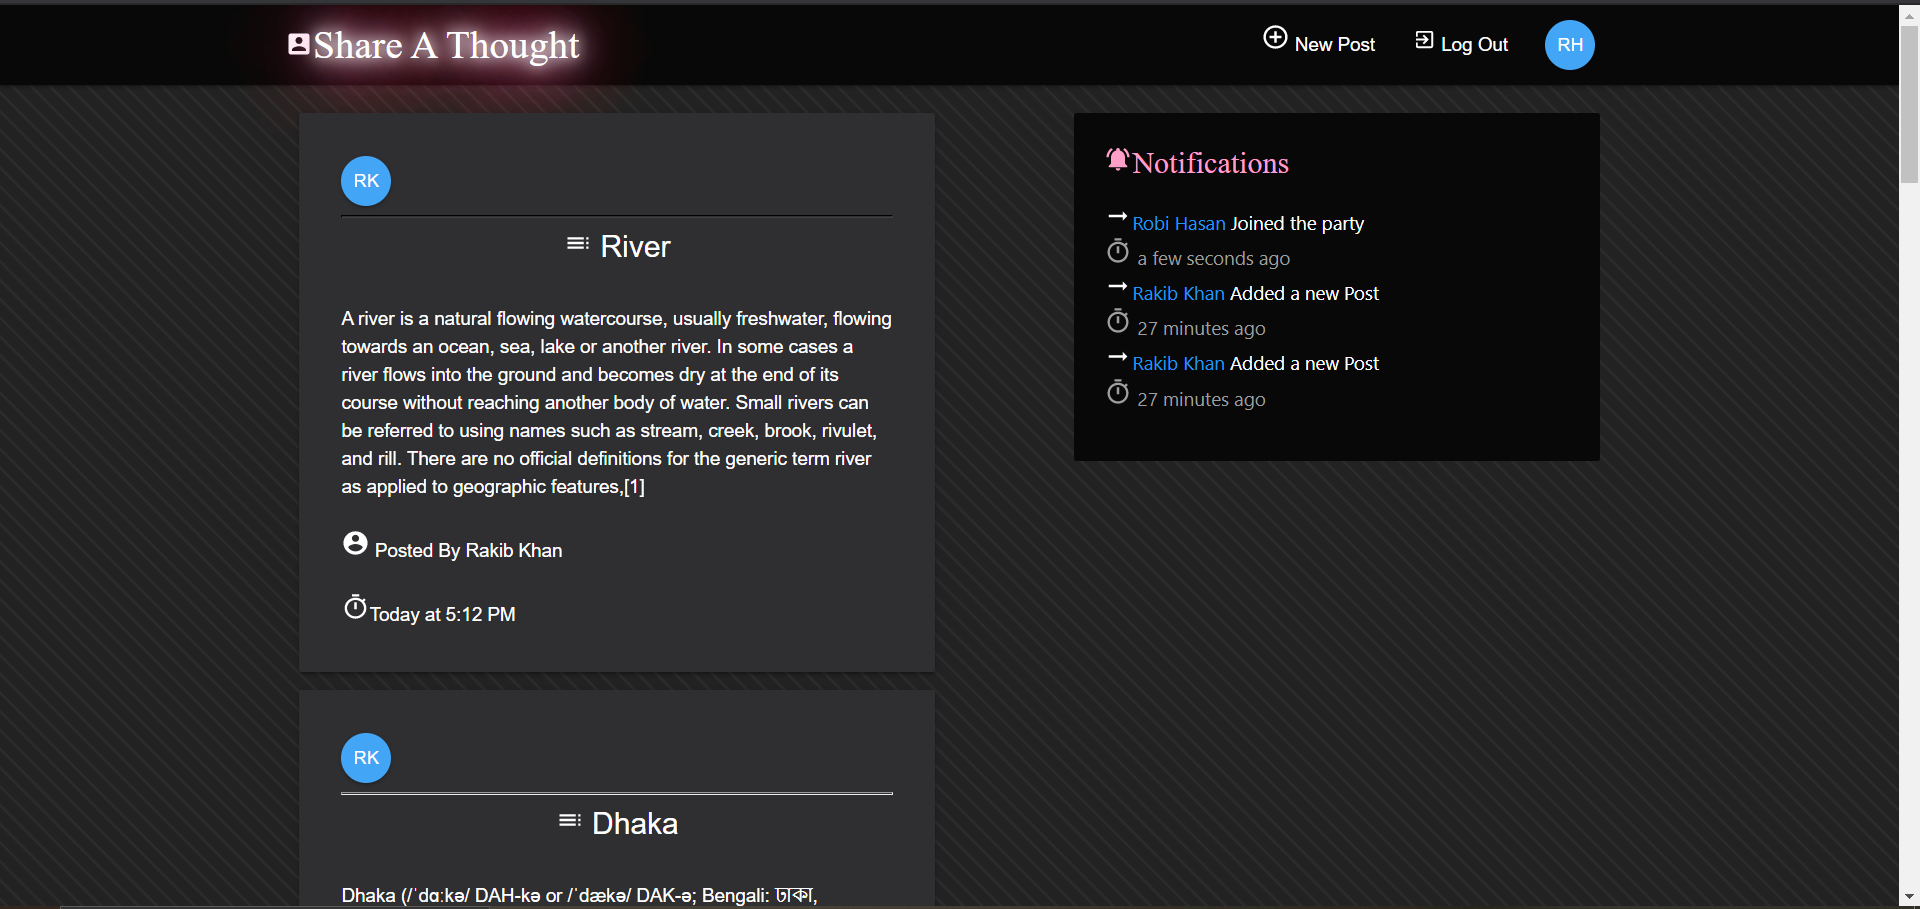 Share A Thought
New Post
Log Out
RH
RK
River
A river is a natural flowing watercourse, usually freshwater, flowing
towards an ocean, sea, lake or another river. In some cases a
river flows into the ground and becomes dry at the end of its
course without reaching another body of water. Small rivers can
be referred to using names such as stream, creek, brook, rivulet,
and rill. There are no official definitions for the generic term river
as applied to geographic features,[1]
Posted By Rakib Khan
Today at 5:12 PM
RK
Dhaka
Dhaka (/ˈdɑːkə/ DAH-kə or /ˈdækə/ DAK-ə; Bengali: ঢাকা,
Notifications
Robi Hasan Joined the party
a few seconds ago
Rakib Khan Added a new Post
27 minutes ago
Rakib Khan Added a new Post
27 minutes ago